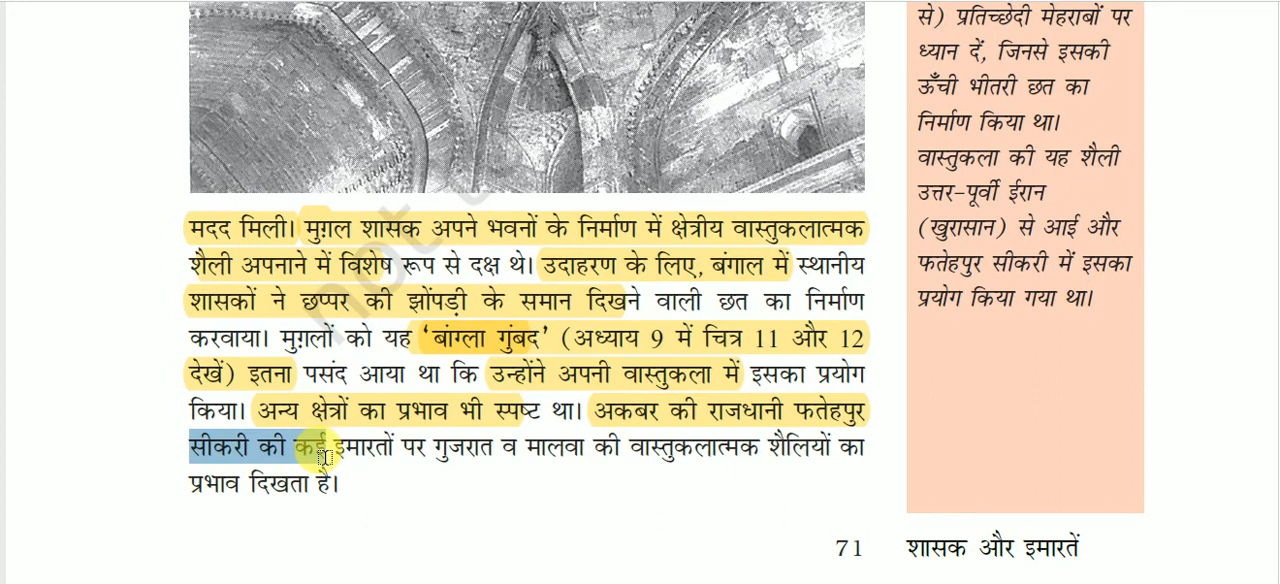 मदद मिली। मुग़ल शासक अपने भवनों के निर्माण में क्षेत्रीय वास्तुकलात्मक
शैली अपनाने में विशेष रूप से दक्ष थे। उदाहरण के लिए, बंगाल में स्थानीय
शासकों ने छप्पर की झोंपड़ी के समान दिखने वाली छत का निर्माण
करवाया। मुग़लों को यह ‘बांग्ला गुंबद’ (अध्याय 9 में चित्र 11 और 12
देखें) इतना पसंद आया था कि उन्होंने अपनी वास्तुकला में इसका प्रयोग
किया। अन्य क्षेत्रों का प्रभाव भी स्पष्ट था। अकबर की राजधानी फतेहपुर
सीकरी की कई इमारतों पर गुजरात व मालवा की वास्तुकलात्मक शैलियों का
प्रभाव दिखता है।
से) प्रतिच्छेदी मेहराबों पर
ध्यान दें, जिनसे इसकी
ऊँची भीतरी छत का
निर्माण किया था।
वास्तुकला की यह शैली
उत्तर-पूर्वी ईरान
(खुरासान) से आई और
फतेहपुर सीकरी में इसका
प्रयोग किया गया था।
71 शासक और इमारतें
not